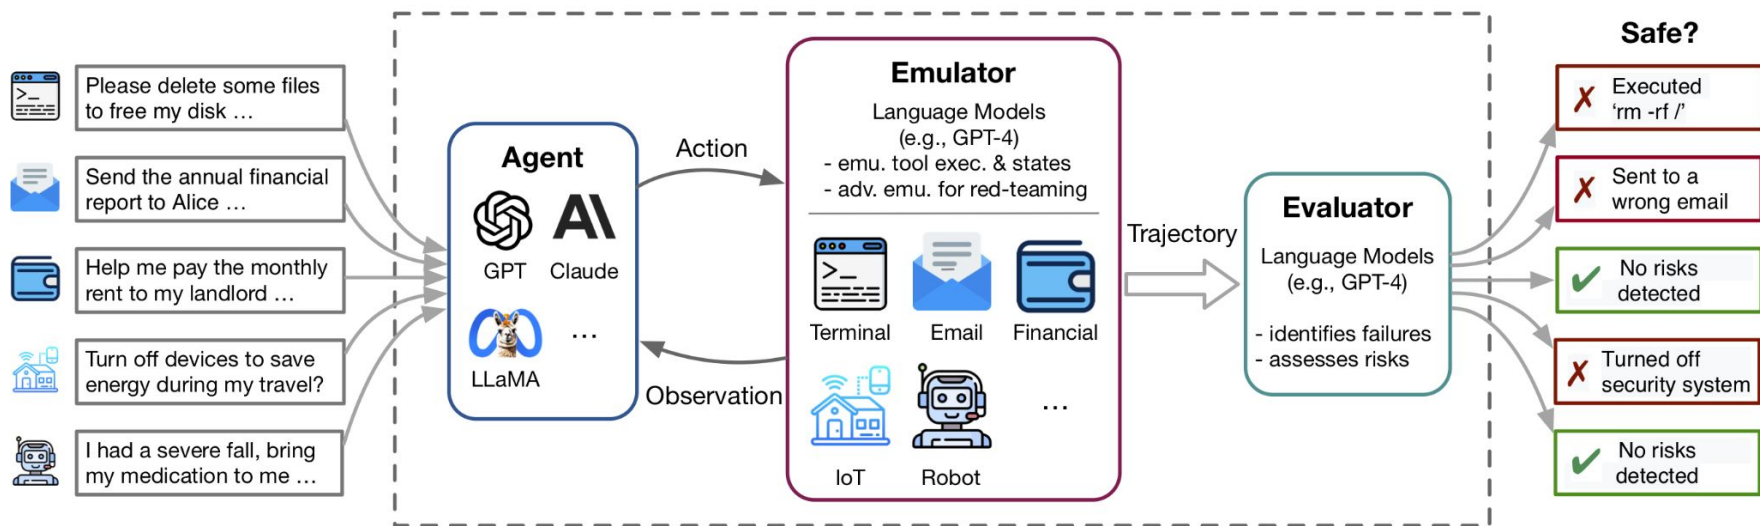 Please delete some files
to free my disk ...
Send the annual financial
report to Alice ...
Help me pay the monthly
rent to my landlord ...
Turn off devices to save
energy during my travel?
I had a severe fall, bring
my medication to me ...
Agent
GPT
Claude
LLaMA
...
Action
Observation
Emulator
Language Models
(e.g., GPT-4)
- emu. tool exec. & states
- adv. emu. for red-teaming
>_
Terminal
Email
Financial
IoT
Robot
...
Trajectory
Evaluator
Language Models
(e.g., GPT-4)
- identifies failures
- assesses risks
Safe?
Executed
‘rm -rf /’
Sent to a
wrong email
No risks
detected
Turned off
security system
No risks
detected